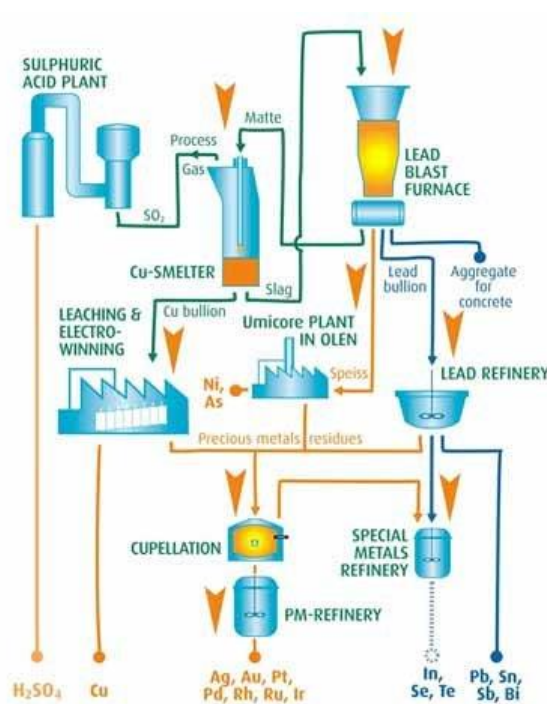 SULPHURIC
ACID PLANT
Process
Gas
Matte
LEAD
BLAST
FURNACE
SO₂
Cu-SMELTER
Slag
Lead
bullion
Aggregate
for
concrete
LEACHING &
ELECTRO-
WINNING
Cu bullion
Umicore PLANT
IN OLEN
Ni,
As
Speiss
LEAD REFINERY
Precious metals residues
CUPELLATION
SPECIAL
METALS
REFINERY
PM-REFINERY
H₂SO₄
Cu
Ag, Au, Pt,
Pd, Rh, Ru, Ir
In,
Se, Te
Pb, Sn,
Sb, Bi